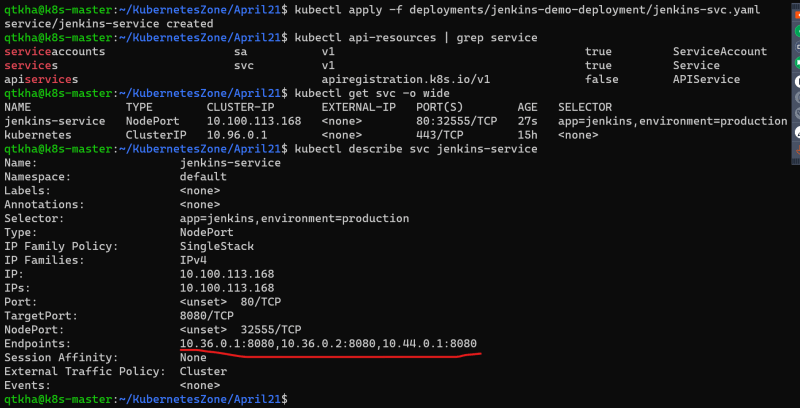 qtkha@k8s-master:~/KubernetesZone/April21$ kubectl apply -f deployments/jenkins-demo-deployment/jenkins-svc.yaml
service/jenkins-service created
qtkha@k8s-master:~/KubernetesZone/April21$ kubectl api-resources | grep service
serviceaccounts sa v1 true ServiceAccount
services svc v1 true Service
apiservices apiregistration.k8s.io/v1 false APIService
qtkha@k8s-master:~/KubernetesZone/April21$ kubectl get svc -o wide
NAME TYPE CLUSTER-IP EXTERNAL-IP PORT(S) AGE SELECTOR
jenkins-service NodePort 10.100.113.168 <none> 80:32555/TCP 27s app=jenkins,environment=production
kubernetes ClusterIP 10.96.0.1 <none> 443/TCP 15h <none>
qtkha@k8s-master:~/KubernetesZone/April21$ kubectl describe svc jenkins-service
Name: jenkins-service
Namespace: default
Labels: <none>
Annotations: <none>
Selector: app=jenkins,environment=production
Type: NodePort
IP Family Policy: SingleStack
IP Families: IPv4
IP: 10.100.113.168
IPs: 10.100.113.168
Port: <unset> 80/TCP
TargetPort: 8080/TCP
NodePort: <unset> 32555/TCP
Endpoints: 10.36.0.1:8080,10.36.0.2:8080,10.44.0.1:8080
Session Affinity: None
External Traffic Policy: Cluster
Events: <none>
qtkha@k8s-master:~/KubernetesZone/April21$